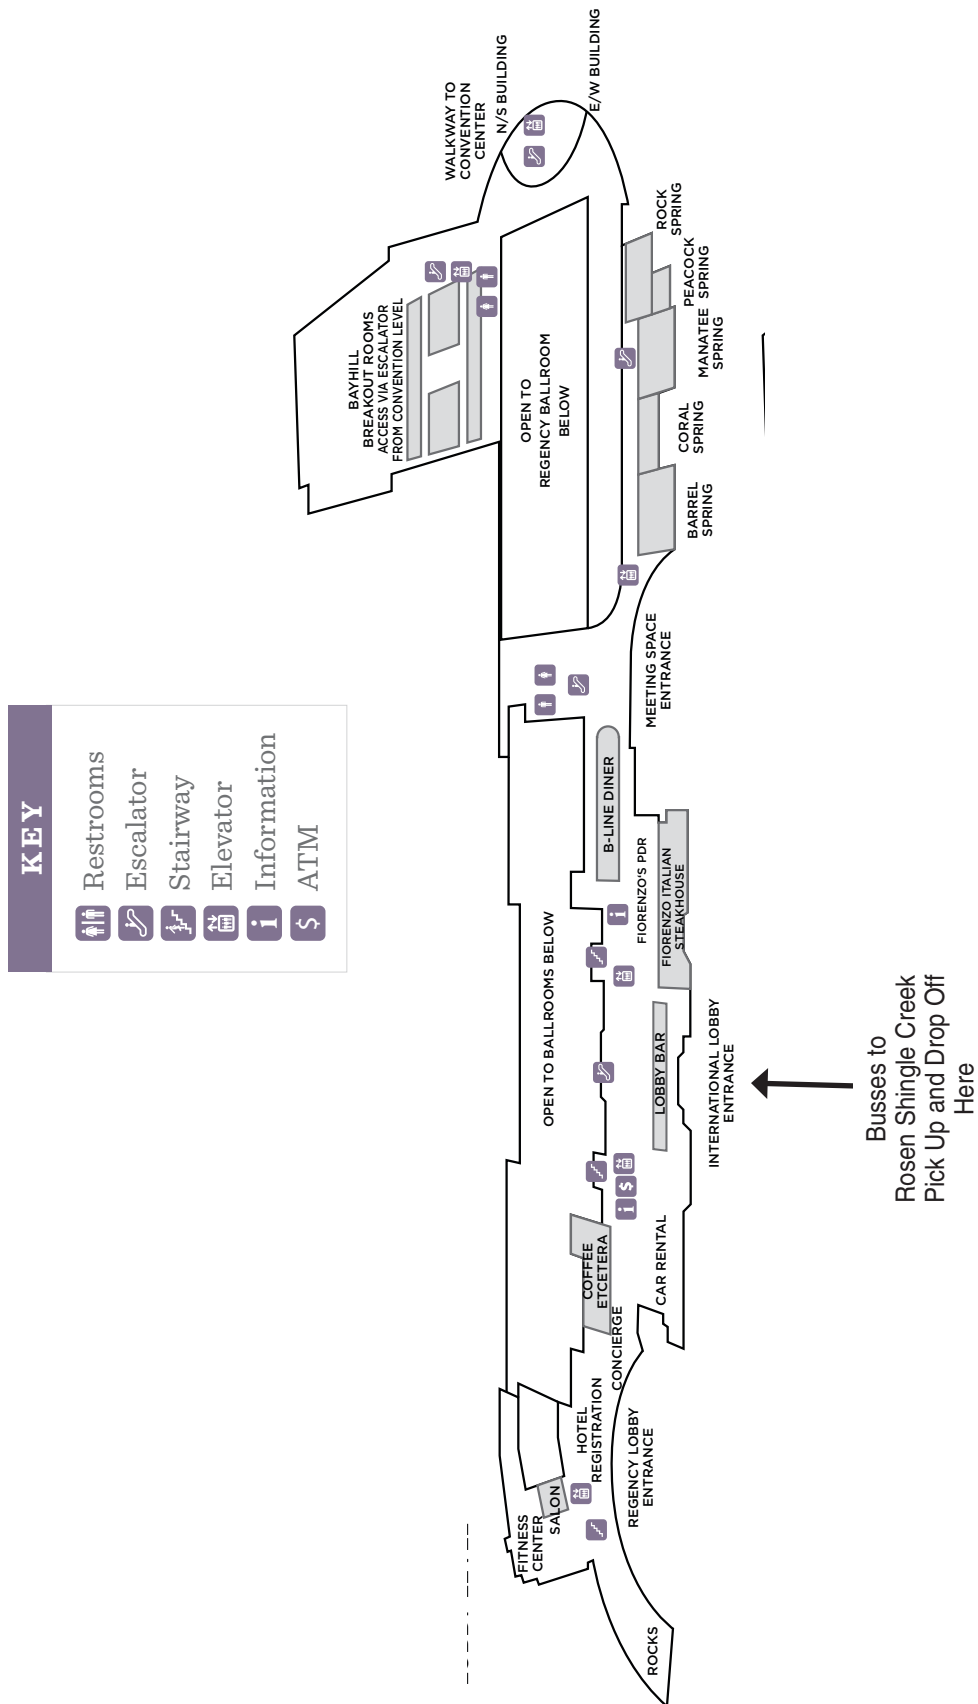 KEY
Restrooms
Escalator
Stairway
Elevator
Information
ATM
FITNESS
CENTER
SALON
HOTEL
REGISTRATION
CONCIERGE
REGENCY LOBBY
ENTRANCE
ROCKS
COFFEE
ETCETERA
CAR RENTAL
OPEN TO BALLROOMS BELOW
LOBBY BAR
INTERNATIONAL LOBBY
ENTRANCE
Busses to
Rosen Shingle Creek
Pick Up and Drop Off
Here
FIORENZO'S PDR
FIORENZO ITALIAN
STEAKHOUSE
B-LINE DINER
MEETING SPACE
ENTRANCE
BAYHILL
BREAKOUT ROOMS
ACCESS VIA ESCALATOR
FROM CONVENTION LEVEL
OPEN TO
REGENCY BALLROOM
BELOW
BARREL
SPRING
CORAL
SPRING
MANATEE
SPRING
PEACOCK
SPRING
ROCK
SPRING
WALKWAY TO
CONVENTION
CENTER
N/S BUILDING
E/W BUILDING